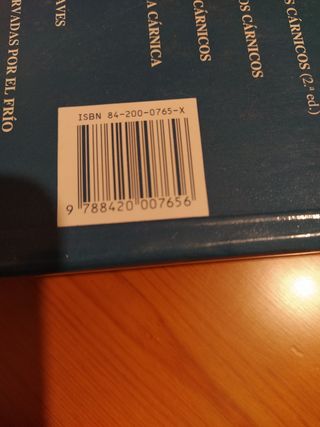 ISBN 84-200-0765-X
9 788420 007656
AVES
RVADAS POR EL FRÍO
A CÁRNICA
CÁRNICOS
OS CÁRNICOS
S CÁRNICOS (2.ª ed.)